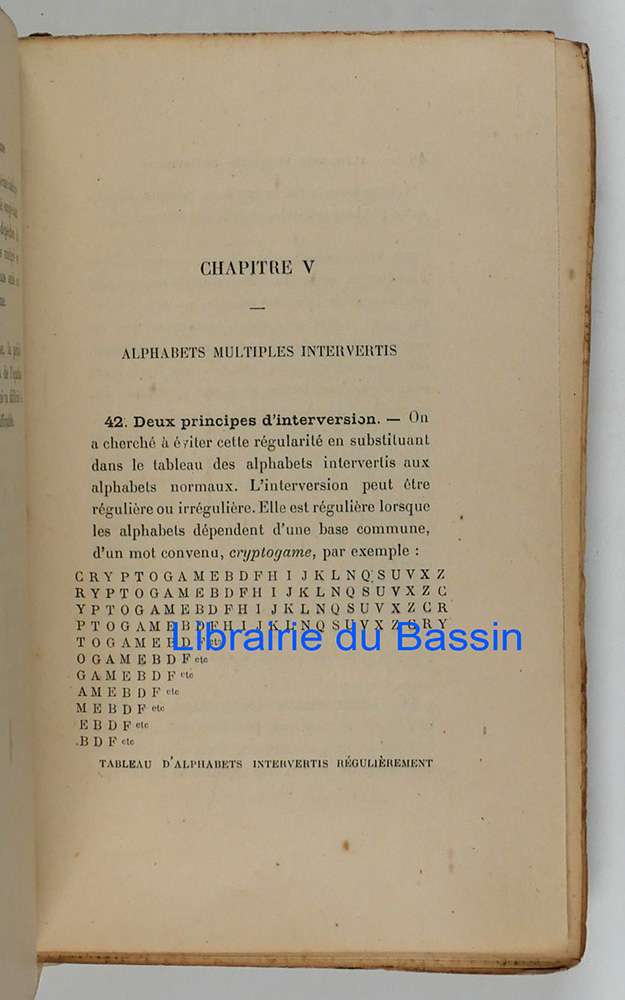 CHAPITRE V
ALPHABETS MULTIPLES INTERVERTIS
42. Deux principes d'interversion. — On
a cherché à éviter cette régularité en substituant
dans le tableau des alphabets intervertis aux
alphabets normaux. L'interversion peut être
régulière ou irrégulière. Elle est régulière lorsque
les alphabets dépendent d'une base commune,
d'un mot convenu, cryptogame, par exemple :
C R Y P T O G A M E B D F H I J K L N Q S U V X Z
R Y P T O G A M E B D F H I J K L N Q S U V X Z C
Y P T O G A M E B D F H I J K L N Q S U V X Z C R
P T O G A M E B D F H I J K L N Q S U V X Z C R Y
T O G A M E B D F etc
O G A M E B D F etc
G A M E B D F etc
A M E B D F etc
M E B D F etc
E B D F etc
B D F etc
TABLEAU D'ALPHABETS INTERVERTIS RÉGULIÈREMENT
Librairie du Bassin